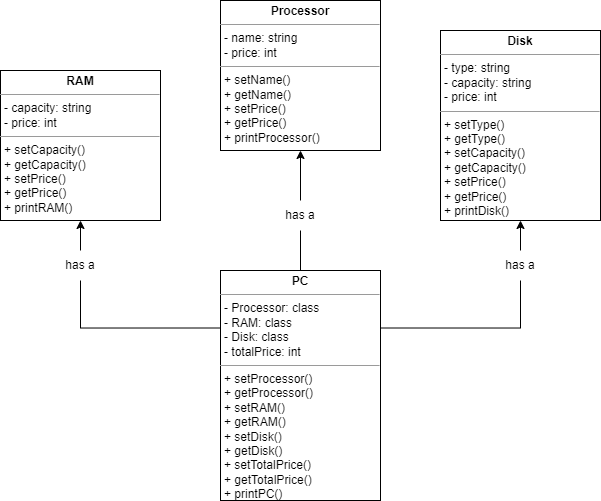 Processor
- name: string
- price: int
+ setName()
+ getName()
+ setPrice()
+ getPrice()
+ printProcessor()
Disk
- type: string
- capacity: string
- price: int
+ setType()
+ getType()
+ setCapacity()
+ getCapacity()
+ setPrice()
+ getPrice()
+ printDisk()
RAM
- capacity: string
- price: int
+ setCapacity()
+ getCapacity()
+ setPrice()
+ getPrice()
+ printRAM()
has a
has a
has a
PC
- Processor: class
- RAM: class
- Disk: class
- totalPrice: int
+ setProcessor()
+ getProcessor()
+ setRAM()
+ getRAM()
+ setDisk()
+ getDisk()
+ setTotalPrice()
+ getTotalPrice()
+ printPC()